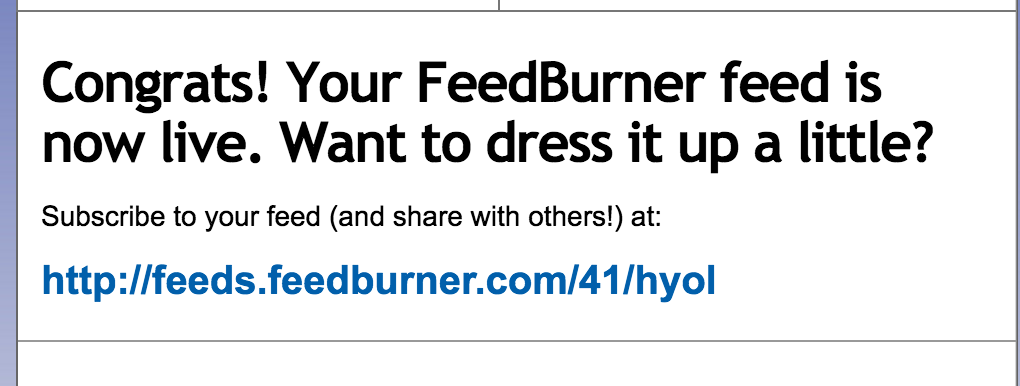 Congrats! Your FeedBurner feed is
now live. Want to dress it up a little?
Subscribe to your feed (and share with others!) at:
http://feeds.feedburner.com/41/hyol